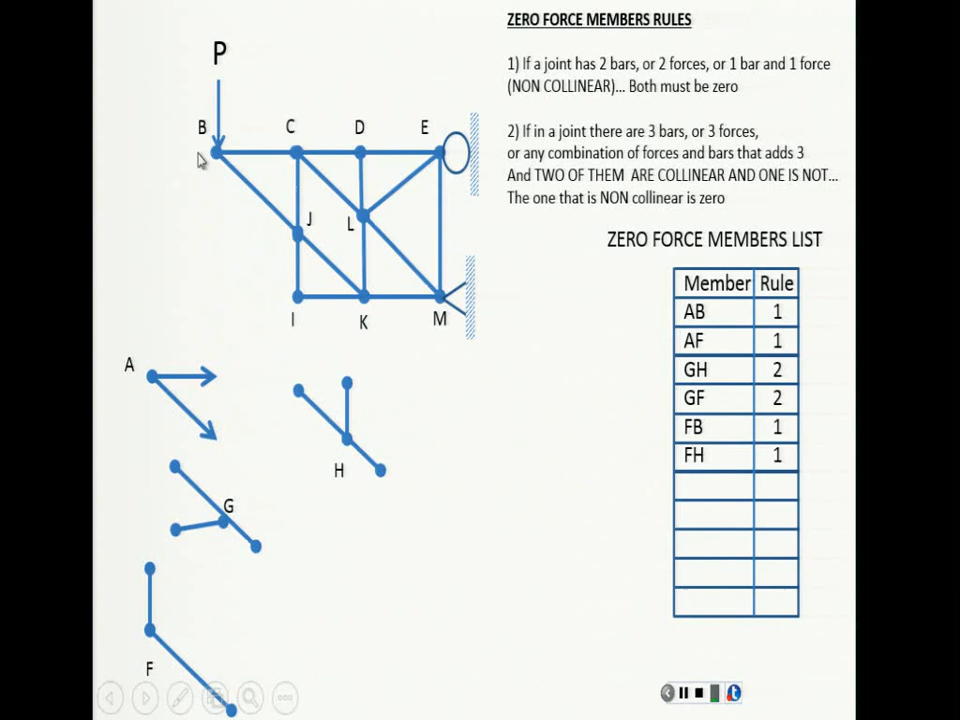 ZERO FORCE MEMBERS RULES
1) If a joint has 2 bars, or 2 forces, or 1 bar and 1 force
(NON COLLINEAR)... Both must be zero
2) If in a joint there are 3 bars, or 3 forces,
or any combination of forces and bars that adds 3
And TWO OF THEM ARE COLLINEAR AND ONE IS NOT...
The one that is NON collinear is zero
P
B C D E
J L
I K M
ZERO FORCE MEMBERS LIST
Member Rule
AB 1
AF 1
GH 2
GF 2
FB 1
FH 1
A
H
G
F